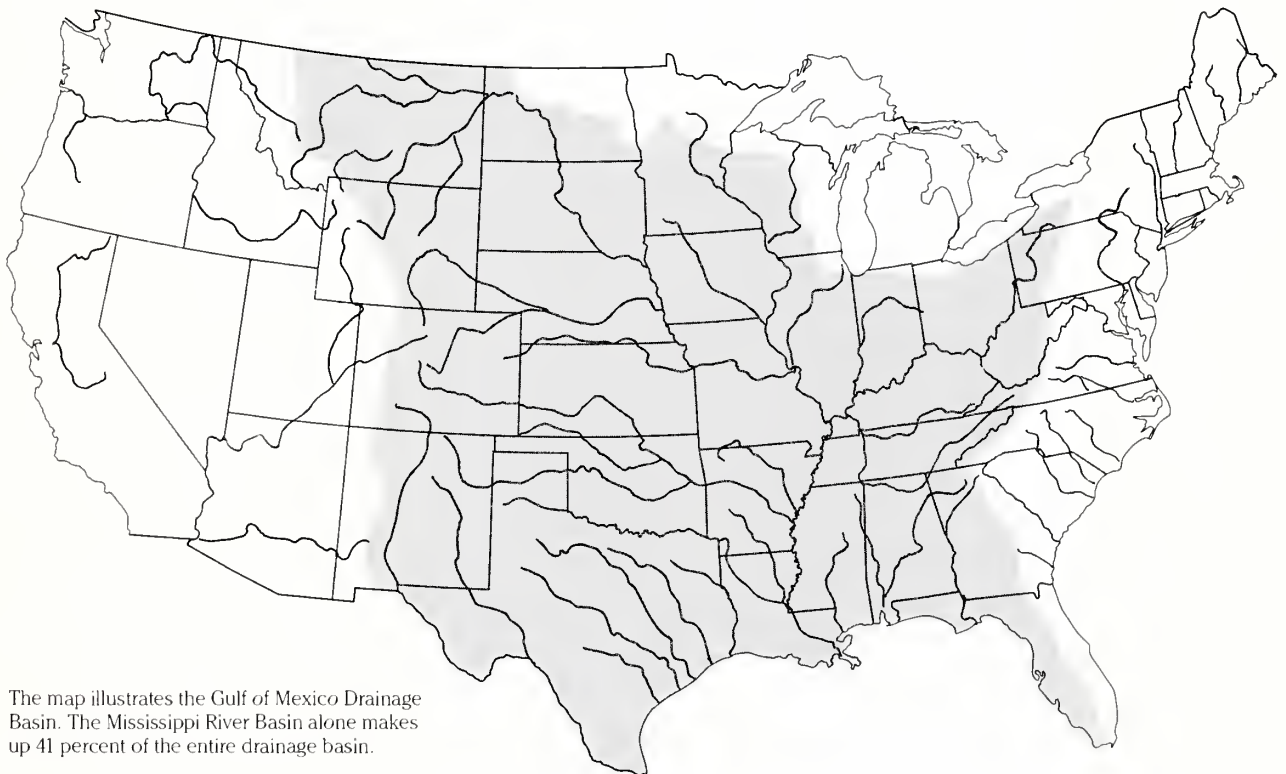 The map illustrates the Gulf of Mexico Drainage
Basin. The Mississippi River Basin alone makes
up 41 percent of the entire drainage basin.